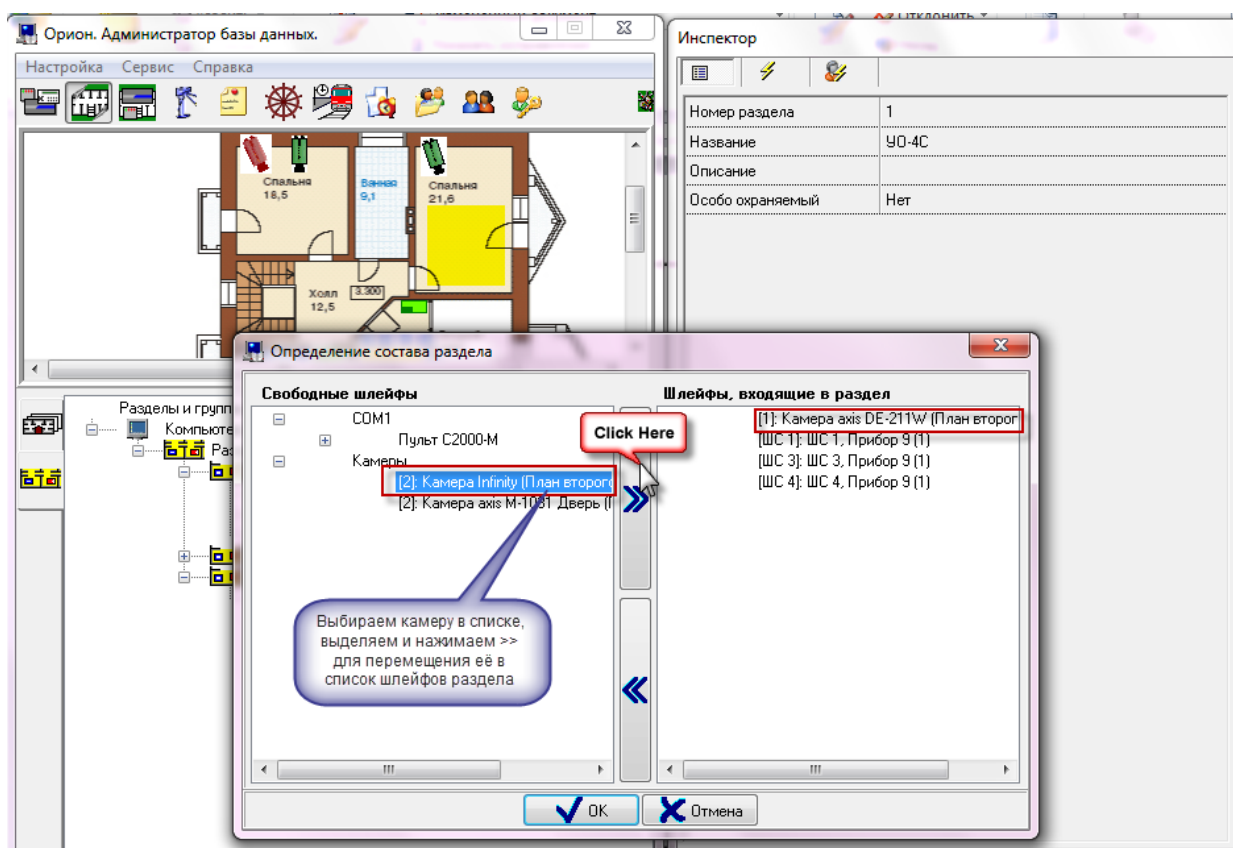 ОТКЛОНИТЬ
Орион. Администратор базы данных.
Инспектор
Настройка Сервис Справка
Номер раздела 1
Название УО-4С
Описание
Особо охраняемый Нет
Спальня
16,5
Ванная
9,1
Спальня
21,6
Холл
12,5
3.300
Определение состава раздела
Свободные шлейфы
Шлейфы, входящие в раздел
Разделы и групп
Компьюте
Ра
COM1
Пульт С2000-М
Камеры
[2]: Камера Infinity (План второго
[2]: Камера axis M-1031 Дверь (
Click Here
[1]: Камера axis DE-211W (План второг
[ШС 1]: ШС 1, Прибор 9 (1)
[ШС 3]: ШС 3, Прибор 9 (1)
[ШС 4]: ШС 4, Прибор 9 (1)
Выбираем камеру в списке,
выделяем и нажимаем >>
для перемещения её в
список шлейфов раздела
OK
Отмена